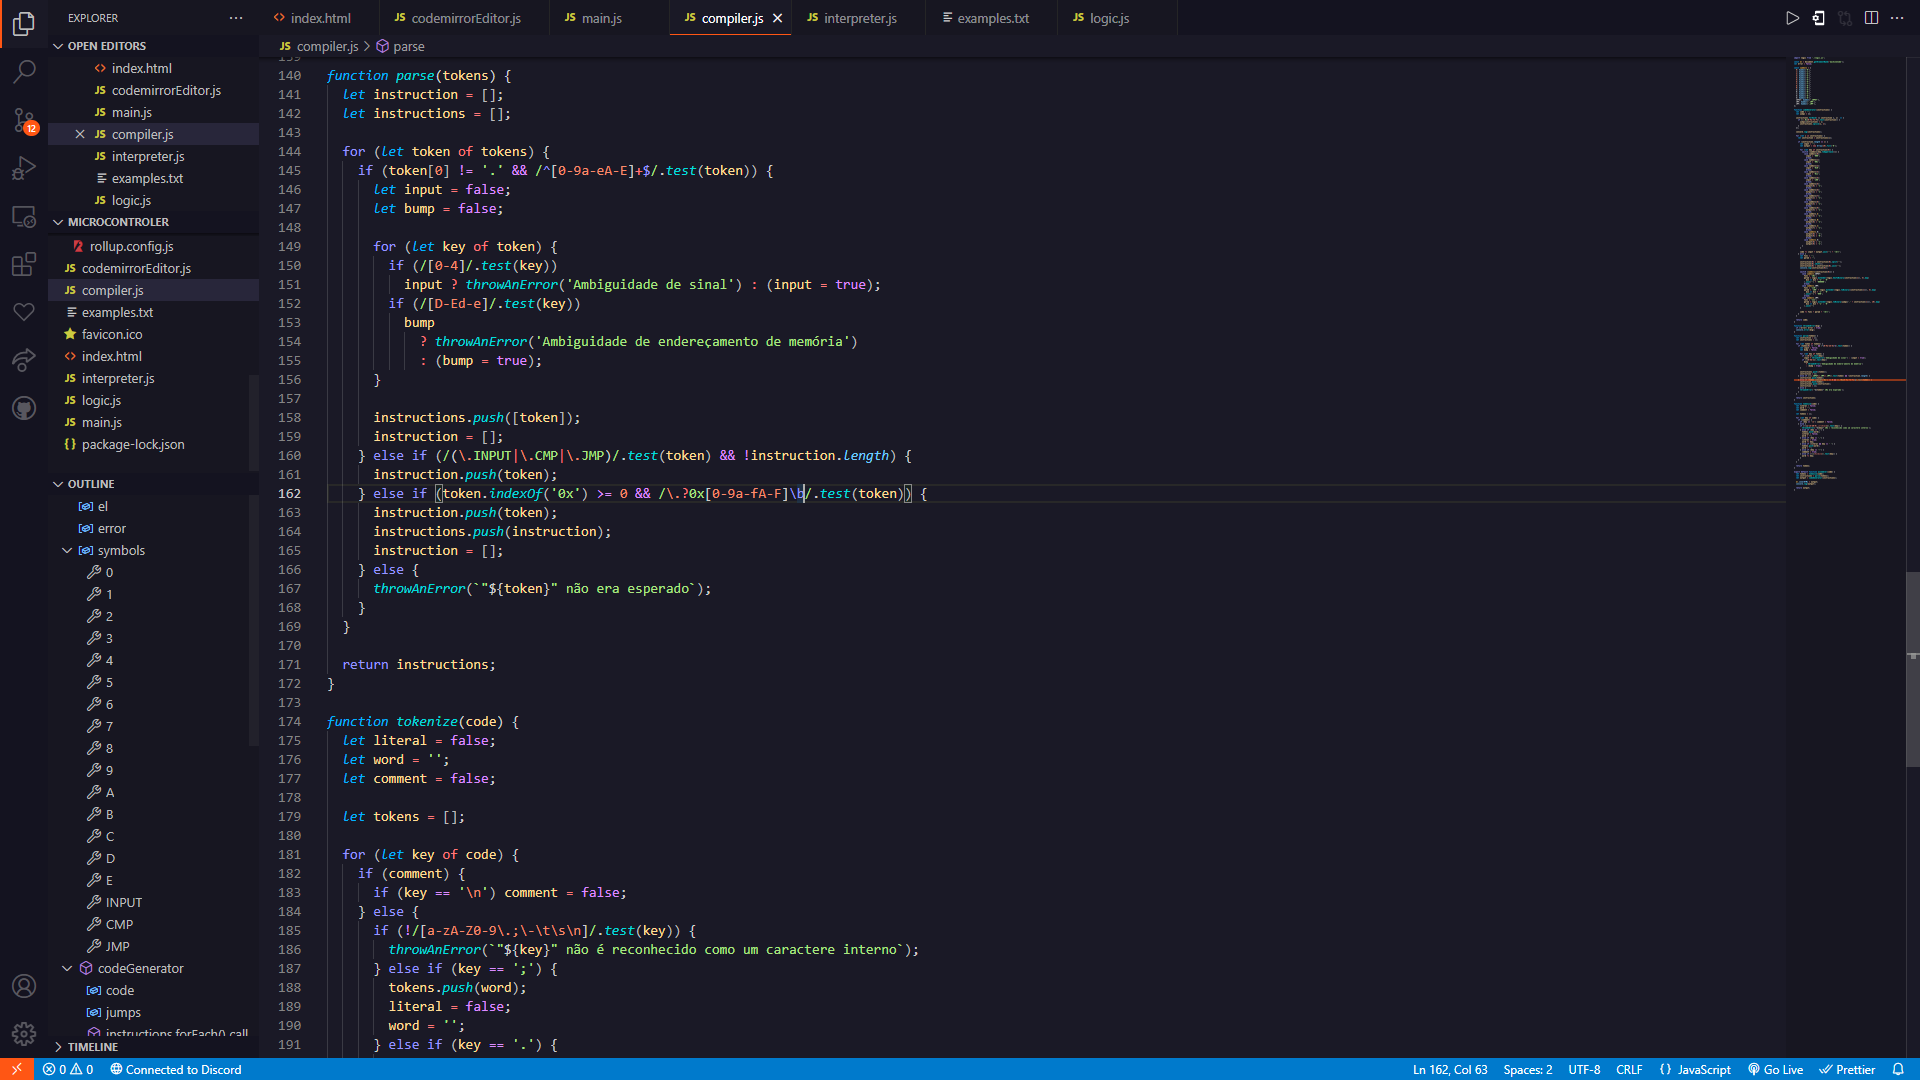 EXPLORER
OPEN EDITORS
index.html
JS codemirrorEditor.js
JS main.js
JS compiler.js
JS interpreter.js
examples.txt
JS logic.js
MICROCONTROLER
rollup.config.js
JS codemirrorEditor.js
JS compiler.js
examples.txt
favicon.ico
index.html
JS interpreter.js
JS logic.js
JS main.js
{} package-lock.json
OUTLINE
el
error
symbols
0
1
2
3
4
5
6
7
8
9
A
B
C
D
E
INPUT
CMP
JMP
codeGenerator
code
jumps
instructions.forEach() call
TIMELINE
12
index.html
JS codemirrorEditor.js
JS main.js
JS compiler.js
JS interpreter.js
examples.txt
JS logic.js
JS compiler.js > parse
139
140 function parse(tokens) {
141 let instruction = [];
142 let instructions = [];
143
144 for (let token of tokens) {
145 if (token[0] != '.' && /^[0-9a-eA-E]+$/.test(token)) {
146 let input = false;
147 let bump = false;
148
149 for (let key of token) {
150 if (/[0-4]/.test(key))
151 input ? throwAnError('Ambiguidade de sinal') : (input = true);
152 if (/[D-Ed-e]/.test(key))
153 bump
154 ? throwAnError('Ambiguidade de endereçamento de memória')
155 : (bump = true);
156 }
157
158 instructions.push([token]);
159 instruction = [];
160 } else if (/(\.INPUT|\.CMP|\.JMP)/.test(token) && !instruction.length) {
161 instruction.push(token);
162 } else if (token.indexOf('0x') >= 0 && /\.?0x[0-9a-fA-F]\b/.test(token)) {
163 instruction.push(token);
164 instructions.push(instruction);
165 instruction = [];
166 } else {
167 throwAnError(`"${token}" não era esperado`);
168 }
169 }
170
171 return instructions;
172 }
173
174 function tokenize(code) {
175 let literal = false;
176 let word = '';
177 let comment = false;
178
179 let tokens = [];
180
181 for (let key of code) {
182 if (comment) {
183 if (key == '\n') comment = false;
184 } else {
185 if (!/[a-zA-Z0-9\.;\-\t\s\n]/.test(key)) {
186 throwAnError(`"${key}" não é reconhecido como um caractere interno`);
187 } else if (key == ';') {
188 tokens.push(word);
189 literal = false;
190 word = '';
191 } else if (key == '.') {
0 0 Connected to Discord
Ln 162, Col 63 Spaces: 2 UTF-8 CRLF {} JavaScript Go Live Prettier